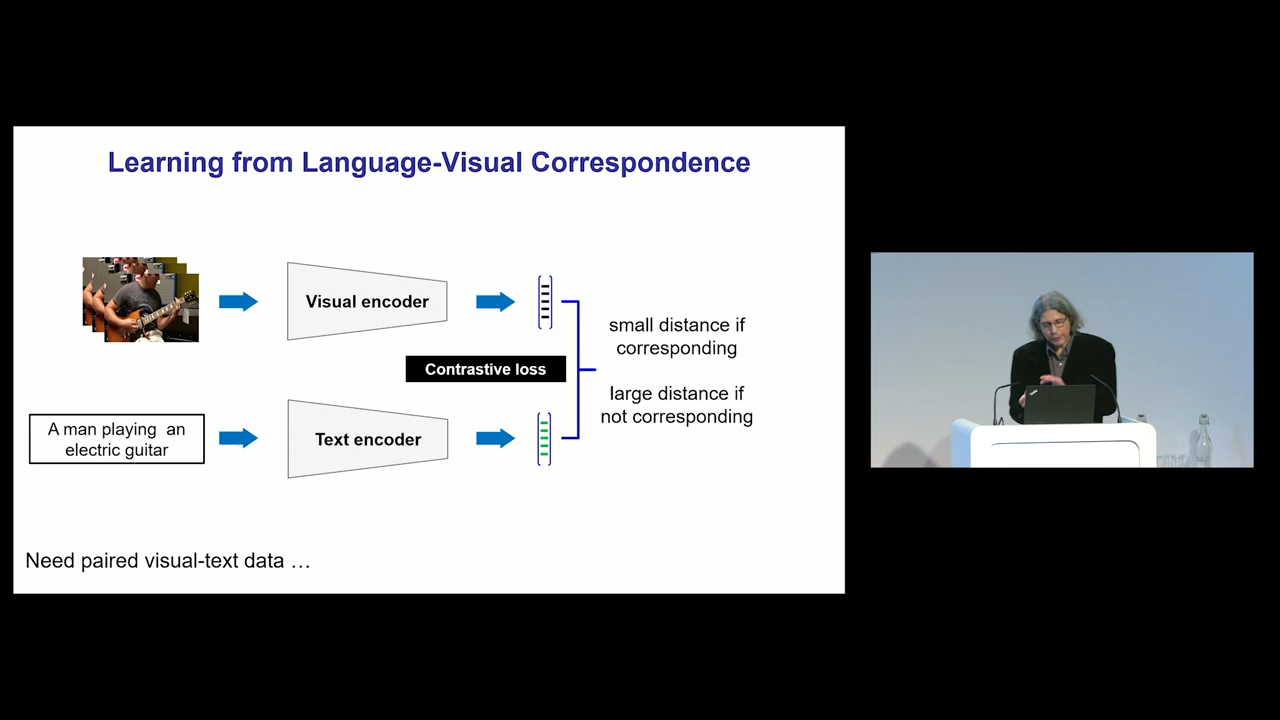 Learning from Language-Visual Correspondence
Visual encoder
small distance if
corresponding
Contrastive loss
large distance if
not corresponding
A man playing an
electric guitar
Text encoder
Need paired visual-text data …